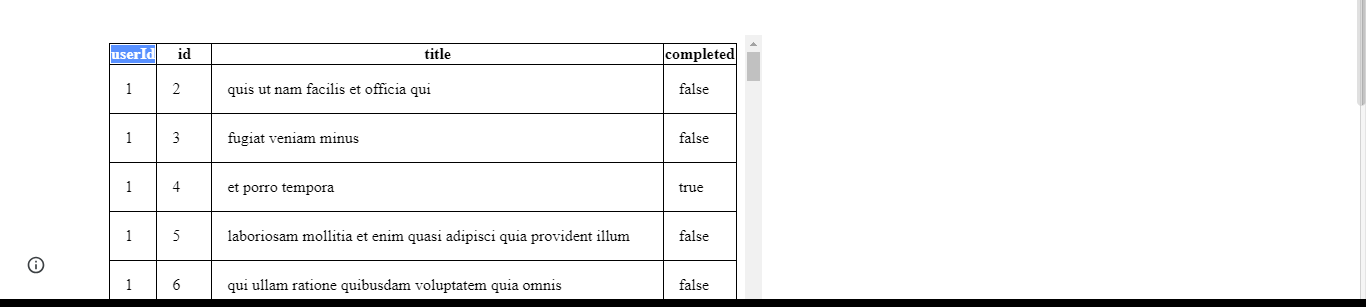 userId id title completed
1 2 quis ut nam facilis et officia qui false
1 3 fugiat veniam minus false
1 4 et porro tempora true
1 5 laboriosam mollitia et enim quasi adipisci quia provident illum false
1 6 qui ullam ratione quibusdam voluptatem quia omnis false